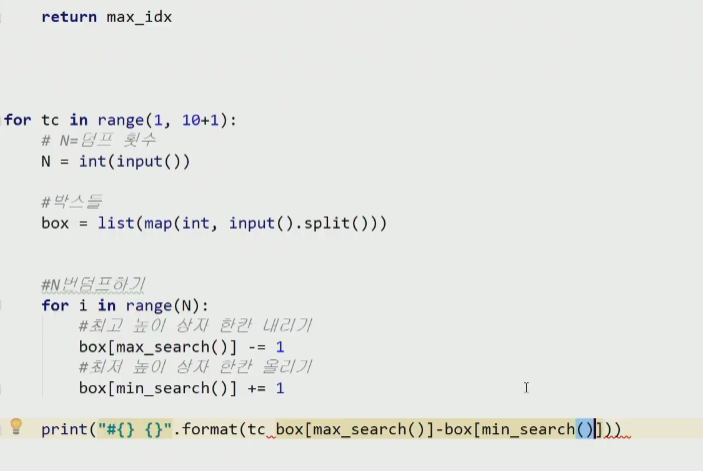 return max_idx
for tc in range(1, 10+1):
# N=덤프 횟수
N = int(input())
#박스들
box = list(map(int, input().split()))
#N번덤프하기
for i in range(N):
#최고 높이 상자 한칸 내리기
box[max_search()] -= 1
#최저 높이 상자 한칸 올리기
box[min_search()] += 1
print("#{} {}".format(tc box[max_search()]-box[min_search()]))